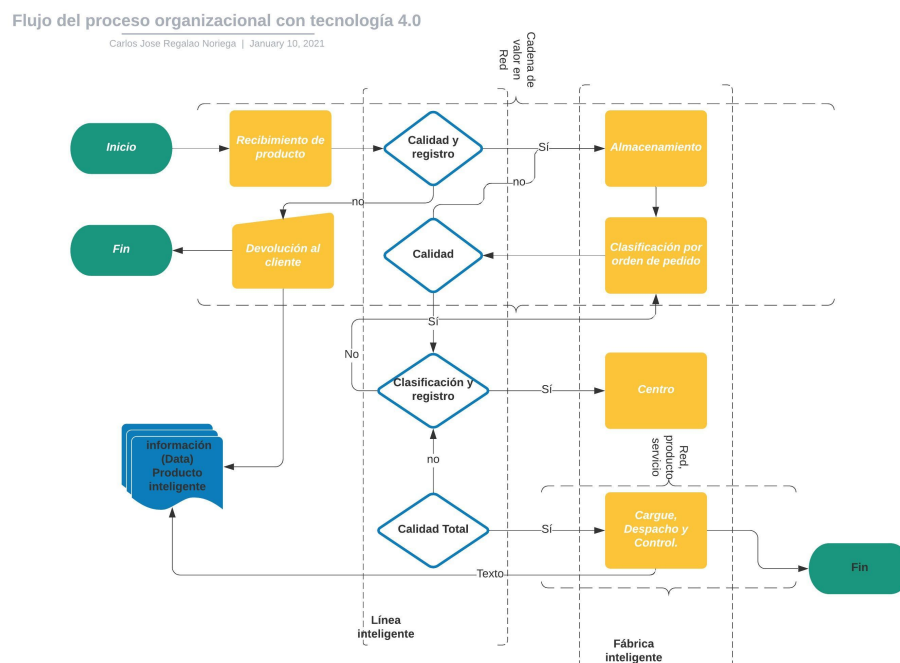 Flujo del proceso organizacional con tecnología 4.0
Carlos Jose Regalao Noriega | January 10, 2021
Cadena de
valor en
Red
Inicio
Recibimiento de
producto
Calidad y
registro
Sí
Almacenamiento
no
no
Fin
Devolución al
cliente
Calidad
Clasificación por
orden de pedido
Sí
No
Clasificación y
registro
Sí
Centro
información
(Data)
Producto
inteligente
no
Red,
producto
servicio
Calidad Total
Sí
Cargue,
Despacho y
Control.
Fin
Texto
Línea
inteligente
Fábrica
inteligente